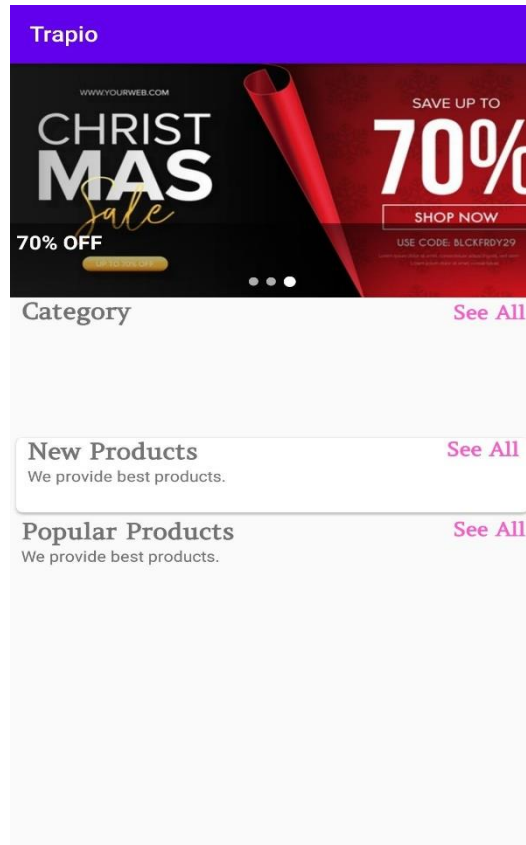 Trapio
WWW.YOURWEB.COM
CHRIST
MAS
Sale
70% OFF
SAVE UP TO
70%
SHOP NOW
USE CODE: BLCKFRDY29
Category
See All
New Products
See All
We provide best products.
Popular Products
See All
We provide best products.